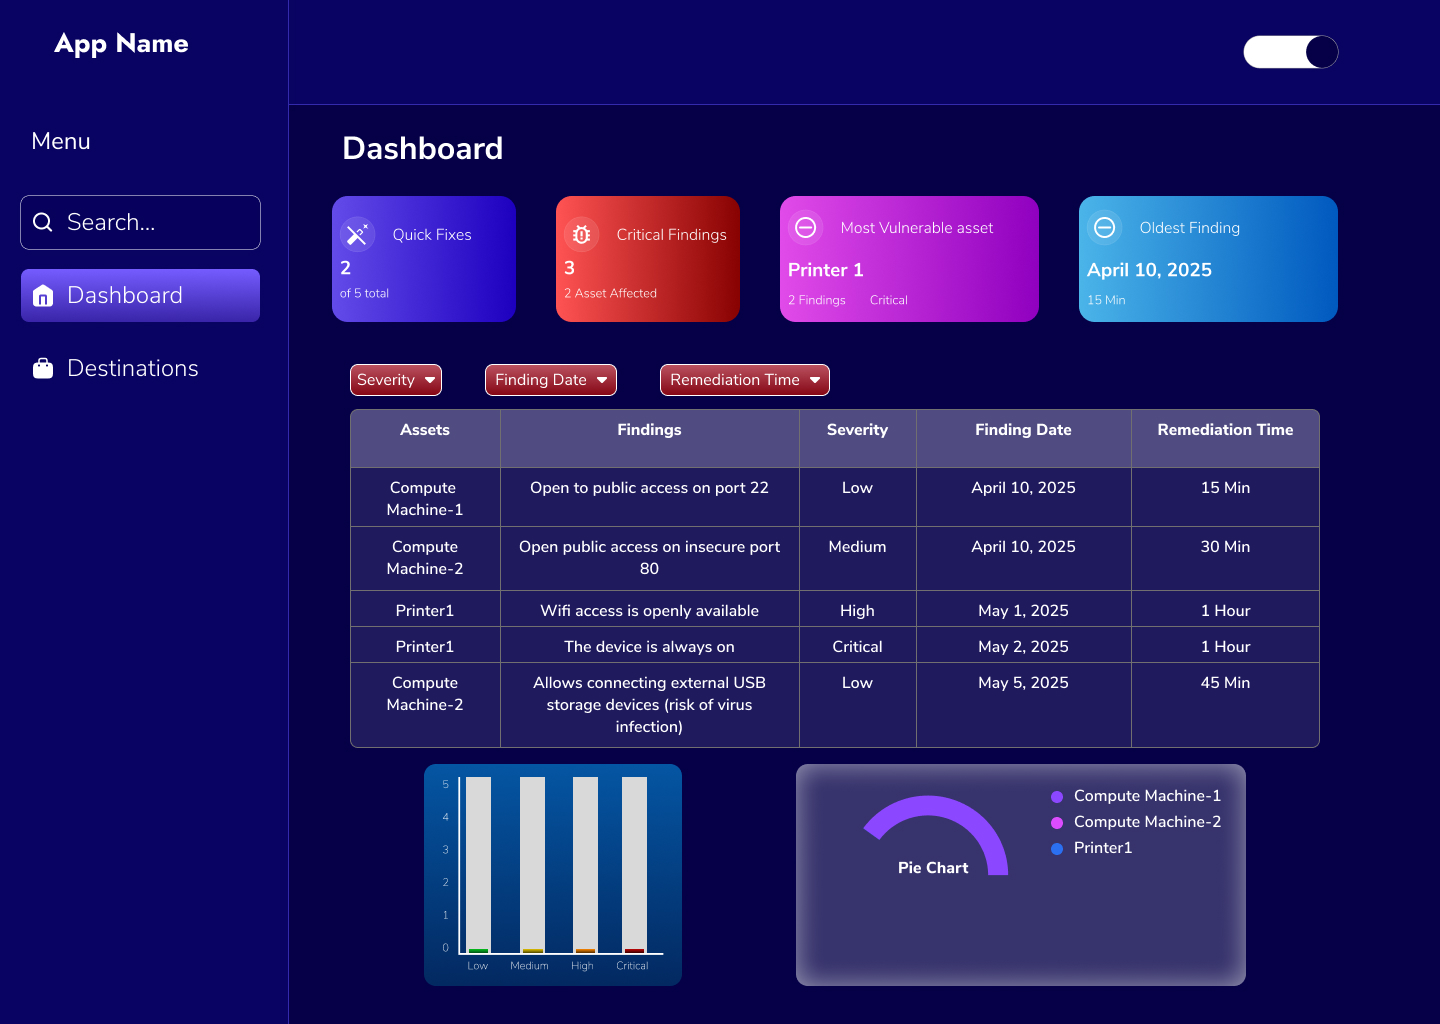 App Name
Menu
Search...
Dashboard
Destinations
Dashboard
Quick Fixes
2
of 5 total
Critical Findings
3
2 Asset Affected
Most Vulnerable asset
Printer 1
2 Findings Critical
Oldest Finding
April 10, 2025
15 Min
Severity Finding Date Remediation Time
Assets Findings Severity Finding Date Remediation Time
Compute Open to public access on port 22 Low April 10, 2025 15 Min
Machine-1
Compute Open public access on insecure port Medium April 10, 2025 30 Min
Machine-2 80
Printer1 Wifi access is openly available High May 1, 2025 1 Hour
Printer1 The device is always on Critical May 2, 2025 1 Hour
Compute Allows connecting external USB Low May 5, 2025 45 Min
Machine-2 storage devices (risk of virus
infection)
5
4
3
2
1
0
Low Medium High Critical
Pie Chart
Compute Machine-1
Compute Machine-2
Printer1